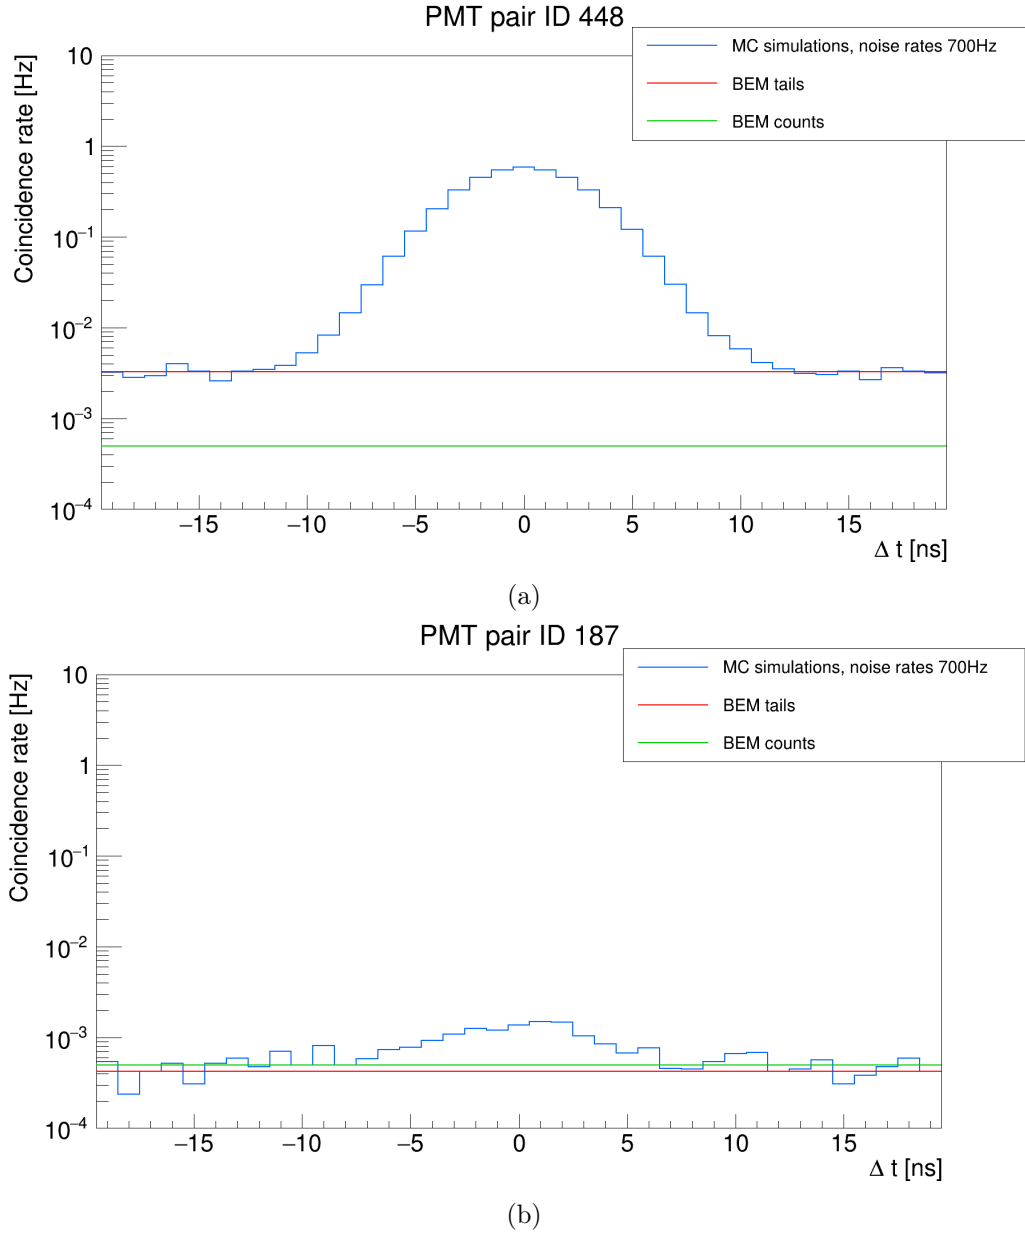 PMT pair ID 448
MC simulations, noise rates 700Hz
BEM tails
BEM counts
Coincidence rate [Hz]
10
1
10⁻¹
10⁻²
10⁻³
10⁻⁴
−15 −10 −5 0 5 10 15
Δ t [ns]
(a)
PMT pair ID 187
MC simulations, noise rates 700Hz
BEM tails
BEM counts
Coincidence rate [Hz]
10
1
10⁻¹
10⁻²
10⁻³
10⁻⁴
−15 −10 −5 0 5 10 15
Δ t [ns]
(b)